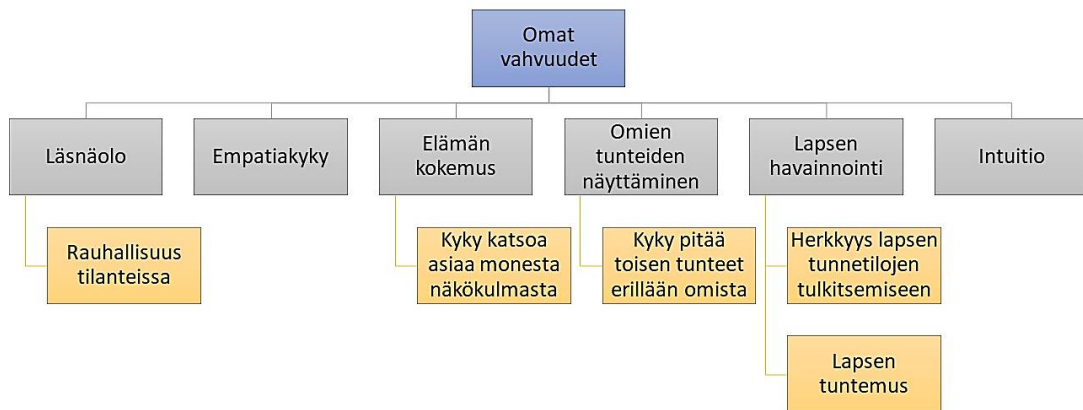 Omat
vahvuudet
Läsnäolo
Empatiakyky
Elämän
kokemus
Omien
tunteiden
näyttäminen
Lapsen
havainnointi
Intuitio
Rauhallisuus
tilanteissa
Kyky katsoa
asiaa monesta
näkökulmasta
Kyky pitää
toisen tunteet
erillään omista
Herkkyys lapsen
tunnetilojen
tulkitsemiseen
Lapsen
tuntemus